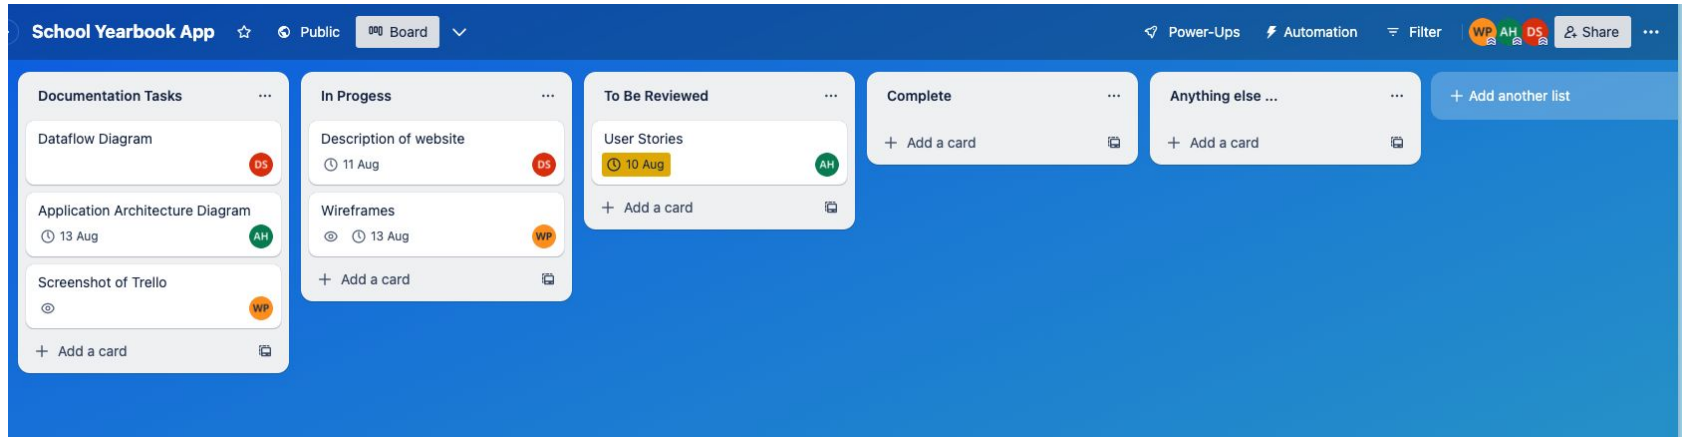 School Yearbook App
Public
Board
Power-Ups
Automation
Filter
WP
AH
DS
Share
Documentation Tasks
Dataflow Diagram
DS
Application Architecture Diagram
13 Aug
AH
Screenshot of Trello
WP
+ Add a card
In Progess
Description of website
11 Aug
DS
Wireframes
13 Aug
WP
+ Add a card
To Be Reviewed
User Stories
10 Aug
AH
+ Add a card
Complete
+ Add a card
Anything else ...
+ Add a card
+ Add another list